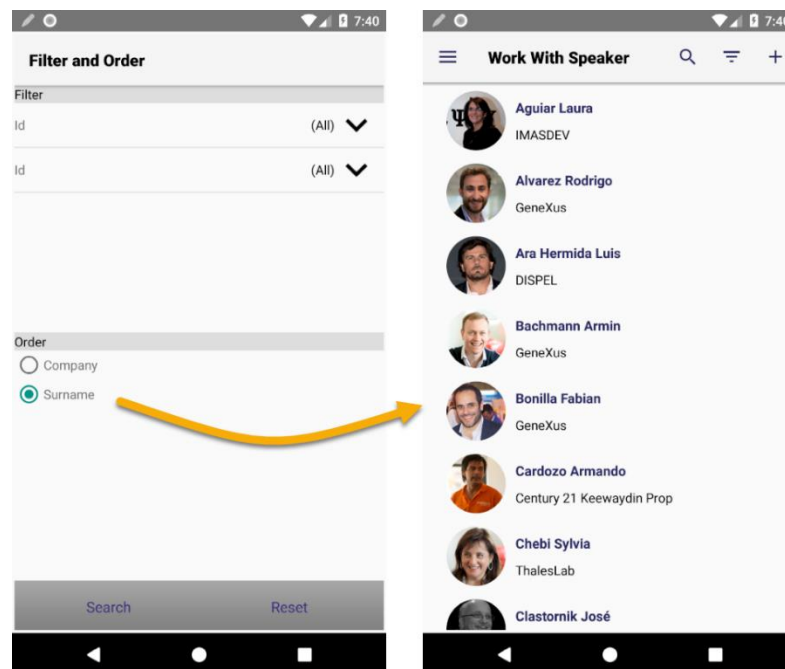 7:40
Filter and Order
Filter
Id (All)
Id (All)
Order
Company
Surname
Search Reset
7:40
Work With Speaker
Aguiar Laura
IMASDEV
Alvarez Rodrigo
GeneXus
Ara Hermida Luis
DISPEL
Bachmann Armin
GeneXus
Bonilla Fabian
GeneXus
Cardozo Armando
Century 21 Keewaydin Prop
Chebi Sylvia
ThalesLab
Clastornik José